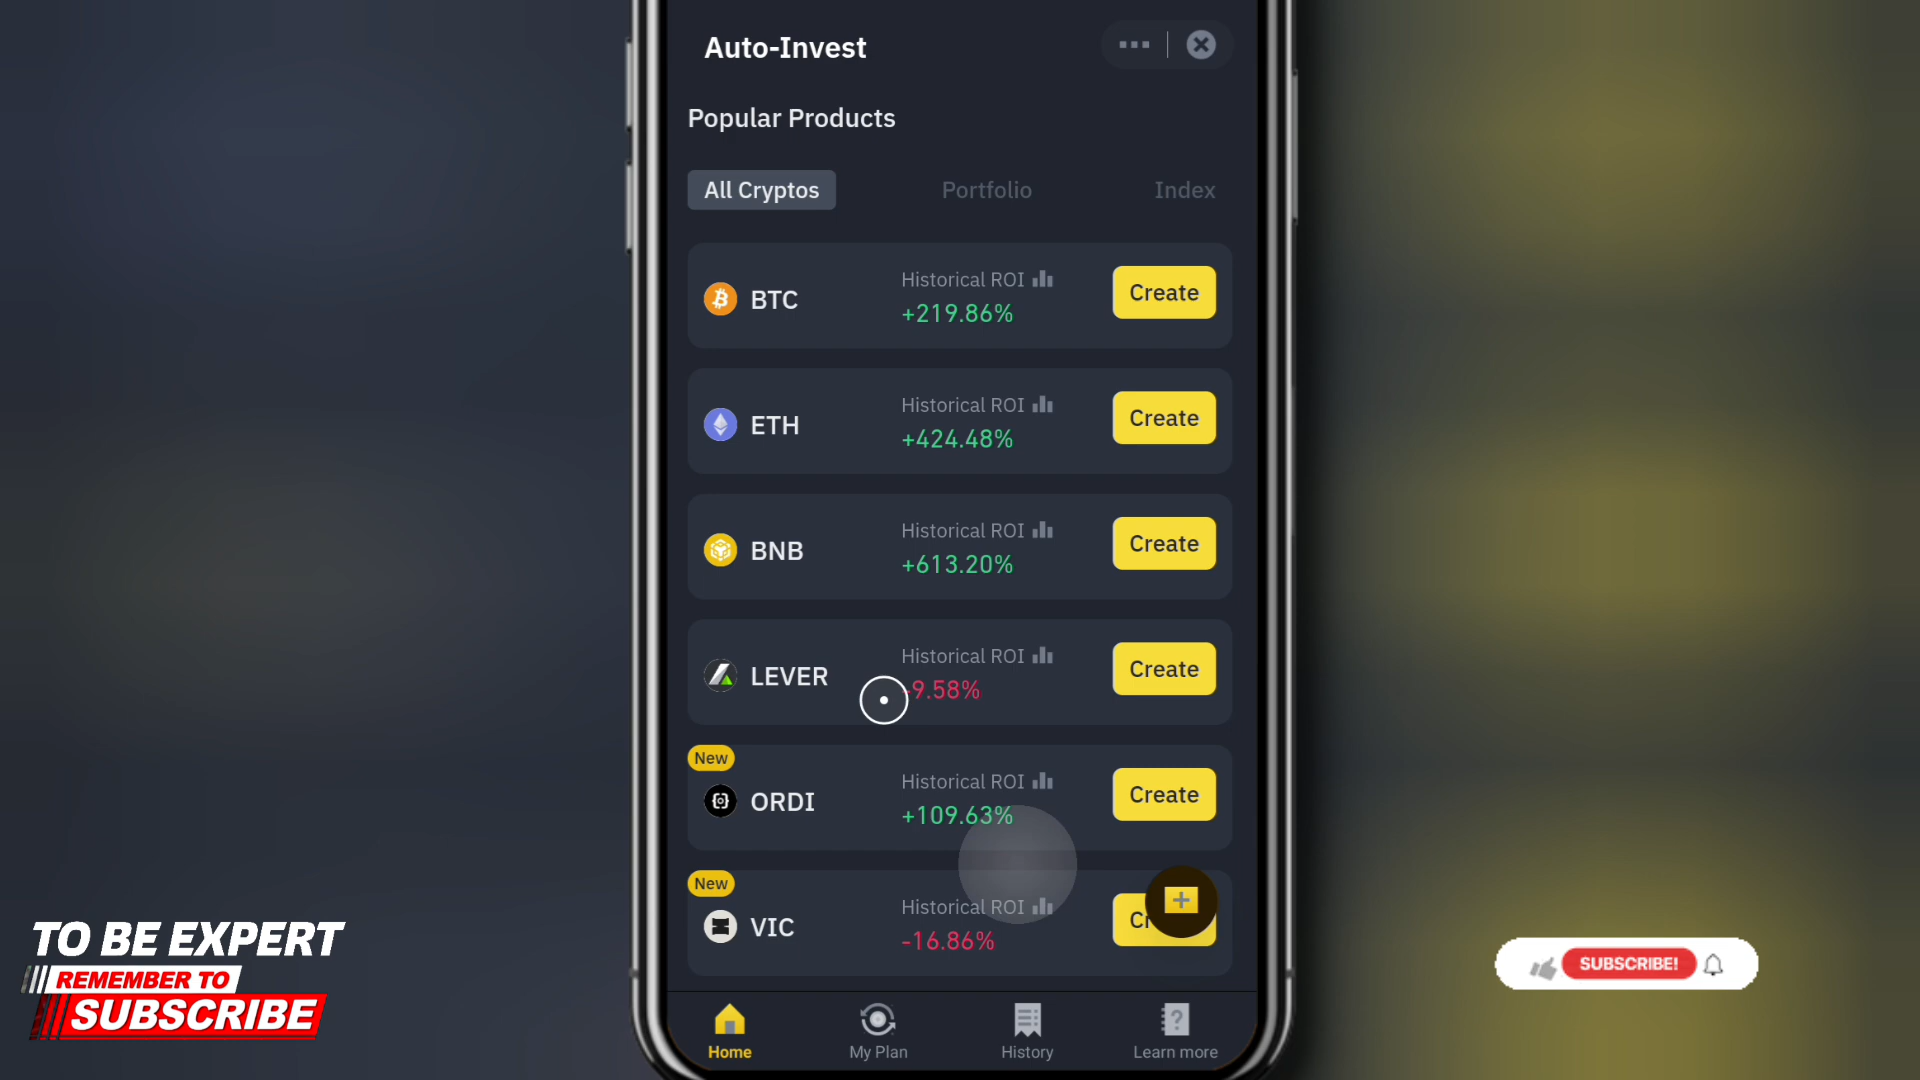 Auto-Invest
Popular Products
All Cryptos Portfolio Index
BTC Historical ROI +219.86% Create
ETH Historical ROI +424.48% Create
BNB Historical ROI +613.20% Create
LEVER Historical ROI -9.58% Create
New
ORDI Historical ROI +109.63% Create
New
VIC Historical ROI -16.86%
Home My Plan History Learn more
TO BE EXPERT
REMEMBER TO
SUBSCRIBE
SUBSCRIBE!